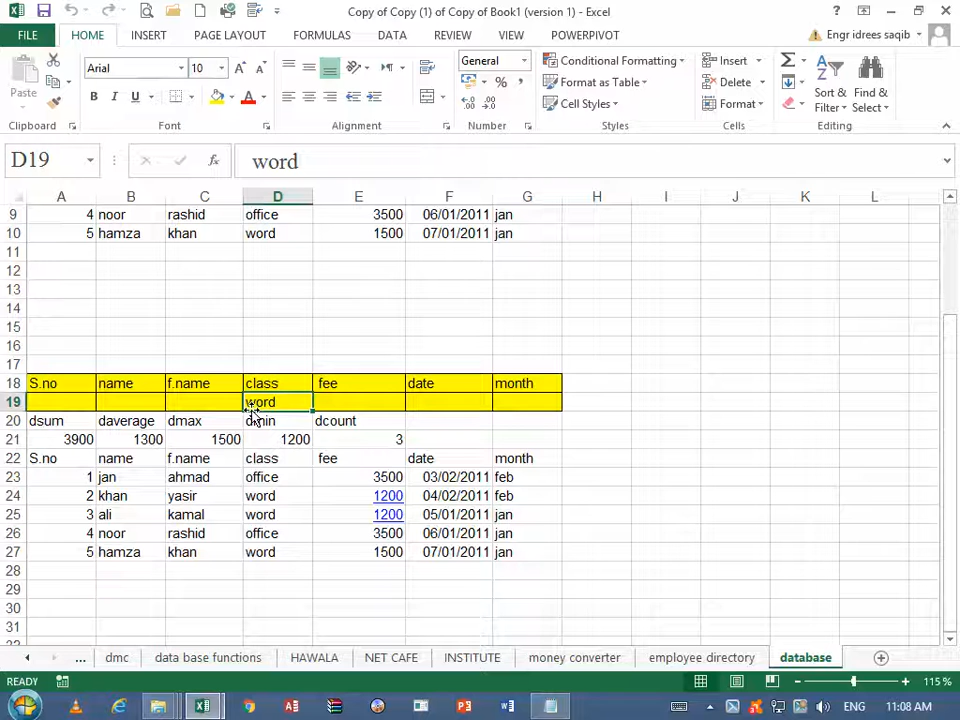 Copy of Copy (1) of Copy of Book1 (version 1) - Excel
FILE HOME INSERT PAGE LAYOUT FORMULAS DATA REVIEW VIEW POWERPIVOT Engr idrees saqib
Paste Arial 10 General Conditional Formatting Insert
B I U A % Format as Table Delete Sort & Find &
Cell Styles Format Filter Select
Clipboard Font Alignment Number Styles Cells Editing
D19 fx word
A B C D E F G H I J K L
9 4 noor rashid office 3500 06/01/2011 jan
10 5 hamza khan word 1500 07/01/2011 jan
11
12
13
14
15
16
17
18 S.no name f.name class fee date month
19 word
20 dsum daverage dmax dmin dcount
21 3900 1300 1500 1200 3
22 S.no name f.name class fee date month
23 1 jan ahmad office 3500 03/02/2011 feb
24 2 khan yasir word 1200 04/02/2011 feb
25 3 ali kamal word 1200 05/01/2011 jan
26 4 noor rashid office 3500 06/01/2011 jan
27 5 hamza khan word 1500 07/01/2011 jan
28
29
30
31
... dmc data base functions HAWALA NET CAFE INSTITUTE money converter employee directory database
READY 115 %
ENG 11:08 AM